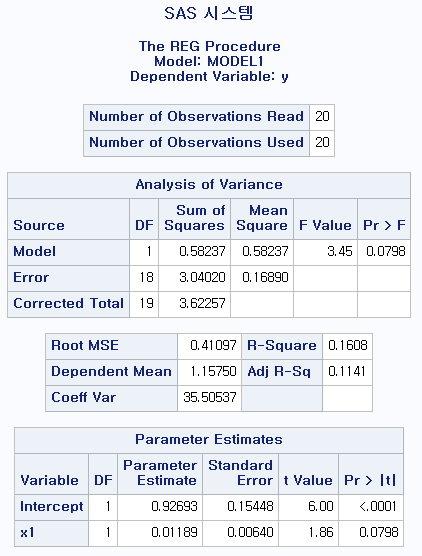 SAS 시스템
The REG Procedure
Model: MODEL1
Dependent Variable: y
Number of Observations Read 20
Number of Observations Used 20
Analysis of Variance
Source DF Sum of Squares Mean Square F Value Pr > F
Model 1 0.58237 0.58237 3.45 0.0798
Error 18 3.04020 0.16890
Corrected Total 19 3.62257
Root MSE 0.41097 R-Square 0.1608
Dependent Mean 1.15750 Adj R-Sq 0.1141
Coeff Var 35.50537
Parameter Estimates
Variable DF Parameter Estimate Standard Error t Value Pr > |t|
Intercept 1 0.92693 0.15448 6.00 <.0001
x1 1 0.01189 0.00640 1.86 0.0798